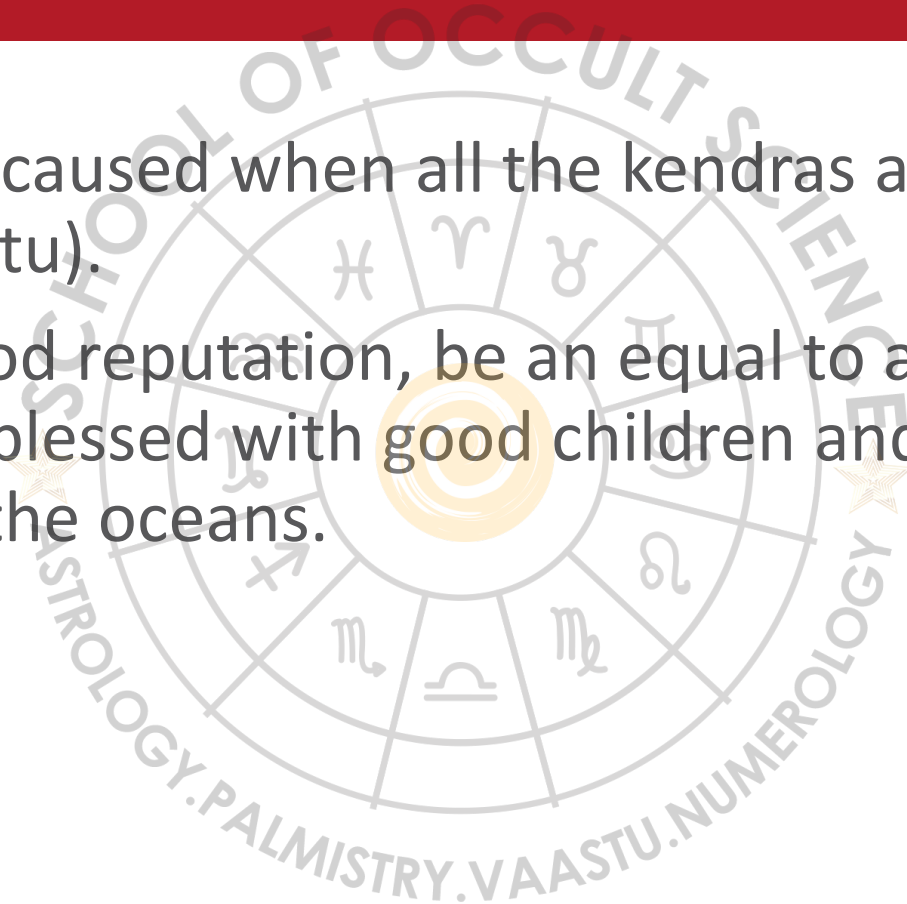 SCHOOL OF OCCULT SCIENCE
caused when all the kendras a
tu).
od reputation, be an equal to a
blessed with good children and
the oceans.
ASTROLOGY.PALMISTRY.VAASTU.NUMEROLOGY